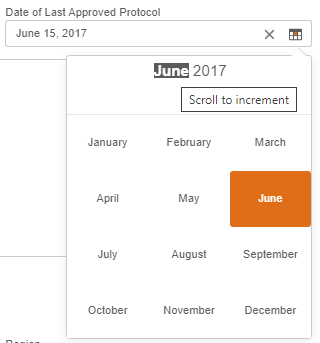 Date of Last Approved Protocol
June 15, 2017
June 2017
Scroll to increment
January February March
April May June
July August September
October November December